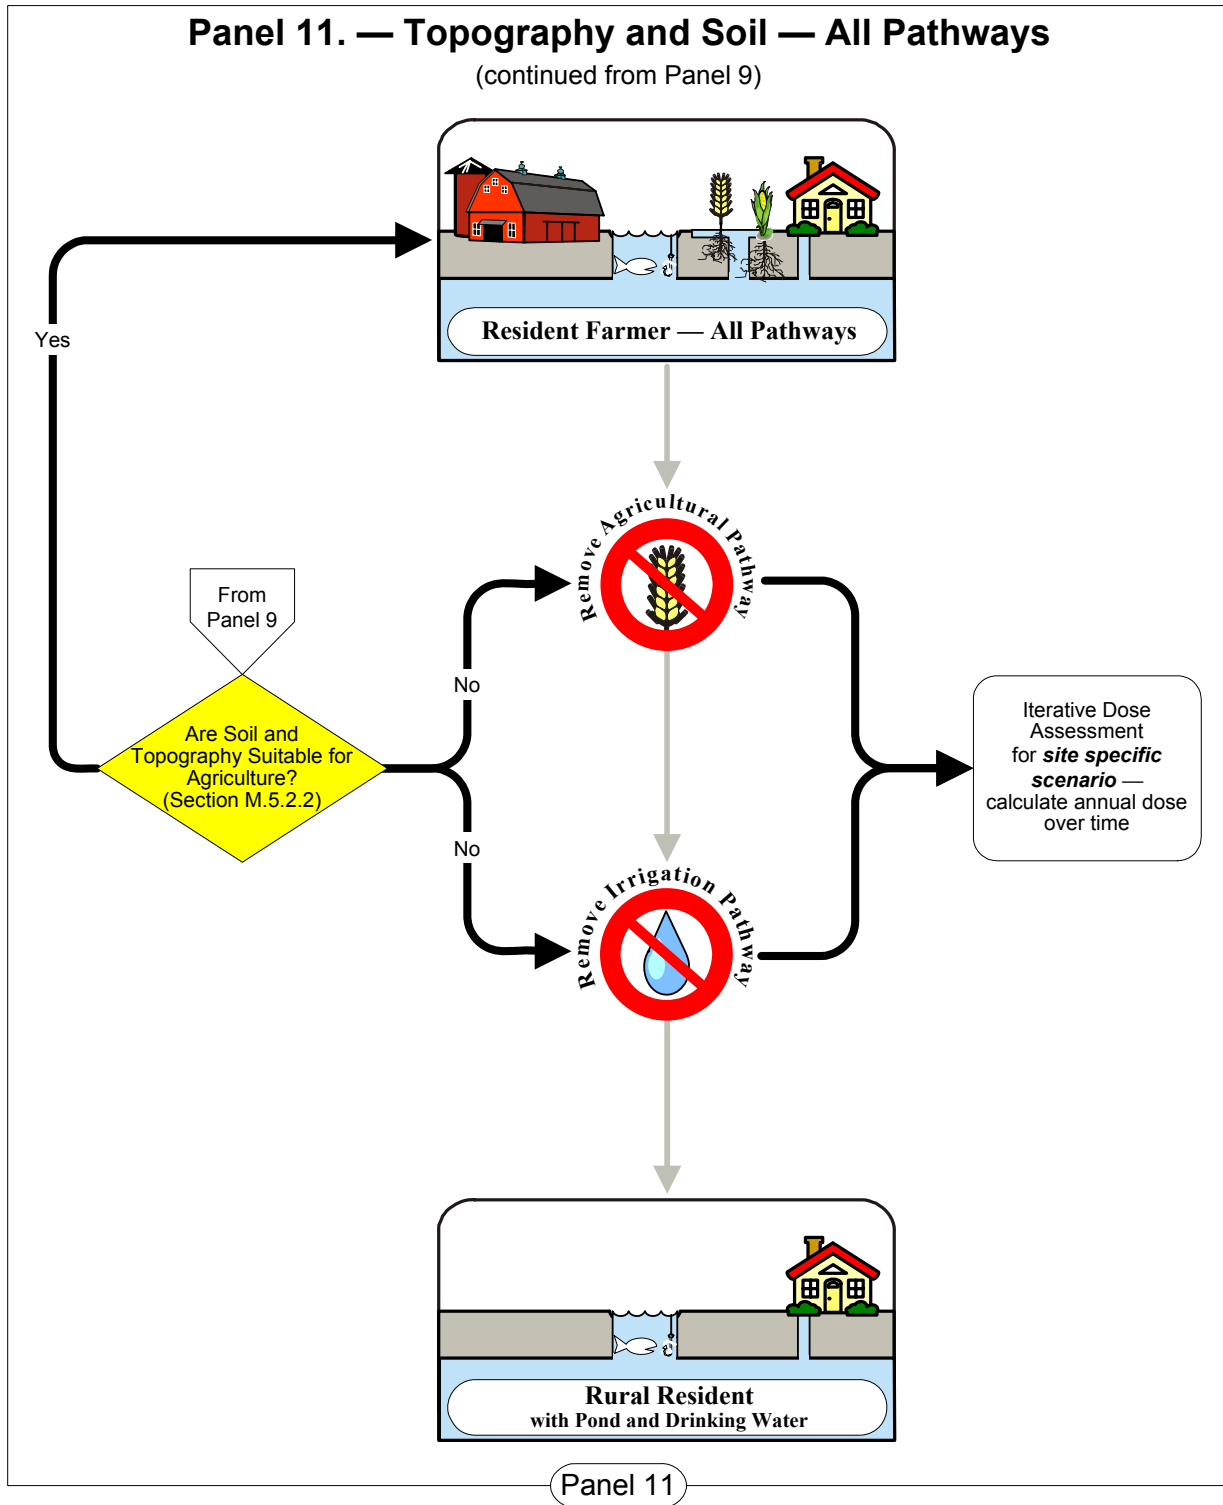 Panel 11. — Topography and Soil — All Pathways
(continued from Panel 9)
Yes
Resident Farmer — All Pathways
Remove Agricultural Pathway
From
Panel 9
No
Are Soil and
Topography Suitable for
Agriculture?
(Section M.5.2.2)
Iterative Dose
Assessment
for site specific
scenario —
calculate annual dose
over time
No
Remove Irrigation Pathway
Rural Resident
with Pond and Drinking Water
Panel 11